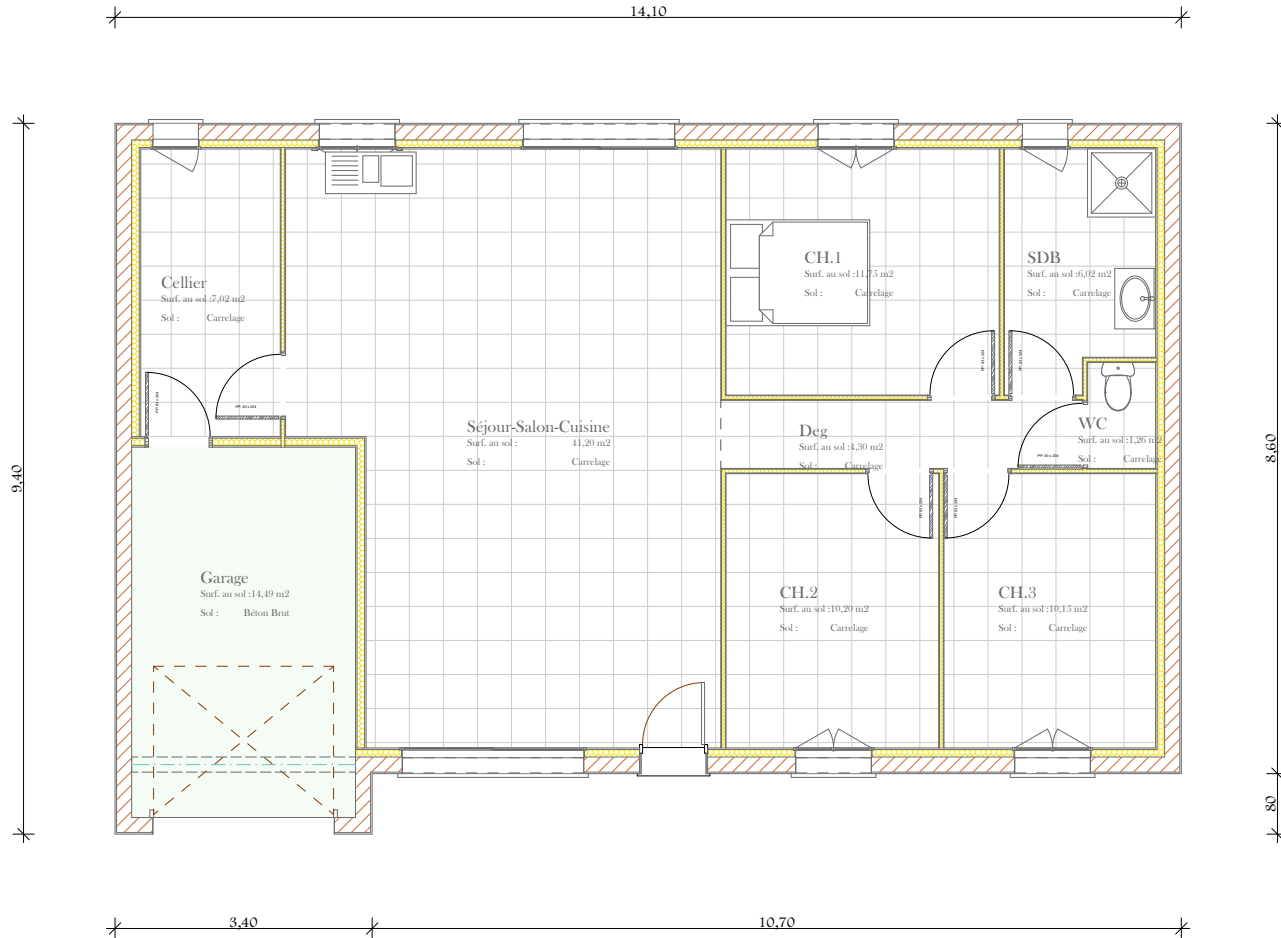 14,10
9,40
8,60
80
3,40
10,70
Cellier
Surf. au sol :7,02 m2
Sol : Carrelage
CH.1
Surf. au sol :11,75 m2
Sol : Carrelage
SDB
Surf. au sol :6,02 m2
Sol : Carrelage
Séjour-Salon-Cuisine
Surf. au sol : 41,20 m2
Sol : Carrelage
Deg
Surf. au sol :4,30 m2
Sol : Carrelage
WC
Surf. au sol :1,26 m2
Sol : Carrelage
Garage
Surf. au sol :14,49 m2
Sol : Béton Brut
CH.2
Surf. au sol :10,20 m2
Sol : Carrelage
CH.3
Surf. au sol :10,15 m2
Sol : Carrelage